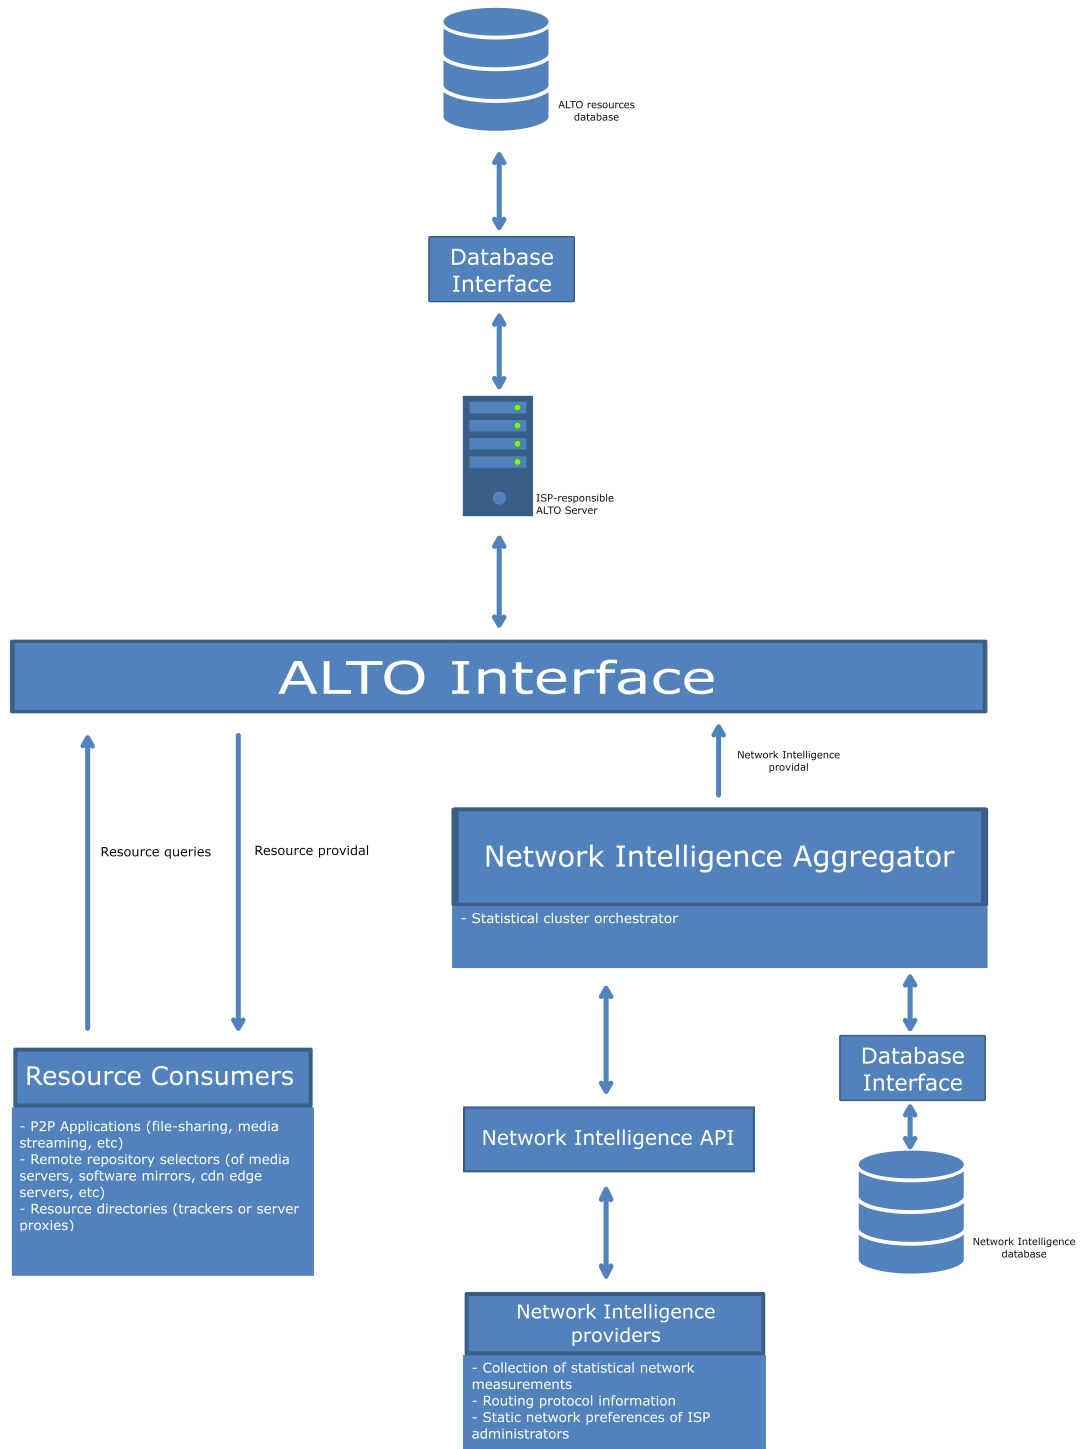 ALTO resources
database
Database
Interface
ISP-responsible
ALTO Server
ALTO Interface
Network Intelligence
providal
Resource queries
Resource providal
Network Intelligence Aggregator
- Statistical cluster orchestrator
Resource Consumers
- P2P Applications (file-sharing, media
streaming, etc)
- Remote repository selectors (of media
servers, software mirrors, cdn edge
servers, etc)
- Resource directories (trackers or server
proxies)
Database
Interface
Network Intelligence API
Network Intelligence
database
Network Intelligence
providers
- Collection of statistical network
measurements
- Routing protocol information
- Static network preferences of ISP
administrators